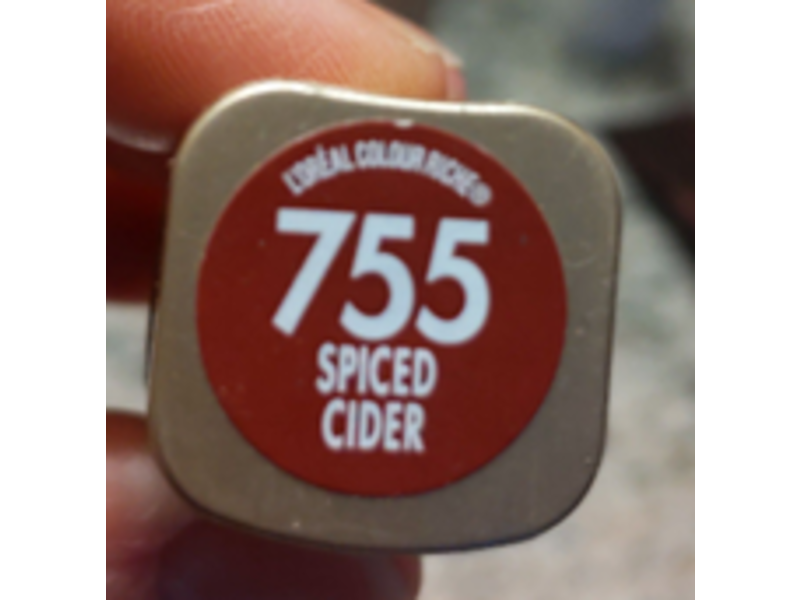 L'ORÉAL COLOUR RICHE®
755
SPICED
CIDER